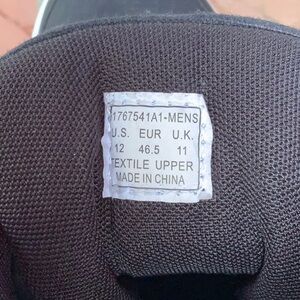 1767541A1-MENS
U.S. EUR U.K.
12 46.5 11
TEXTILE UPPER
MADE IN CHINA